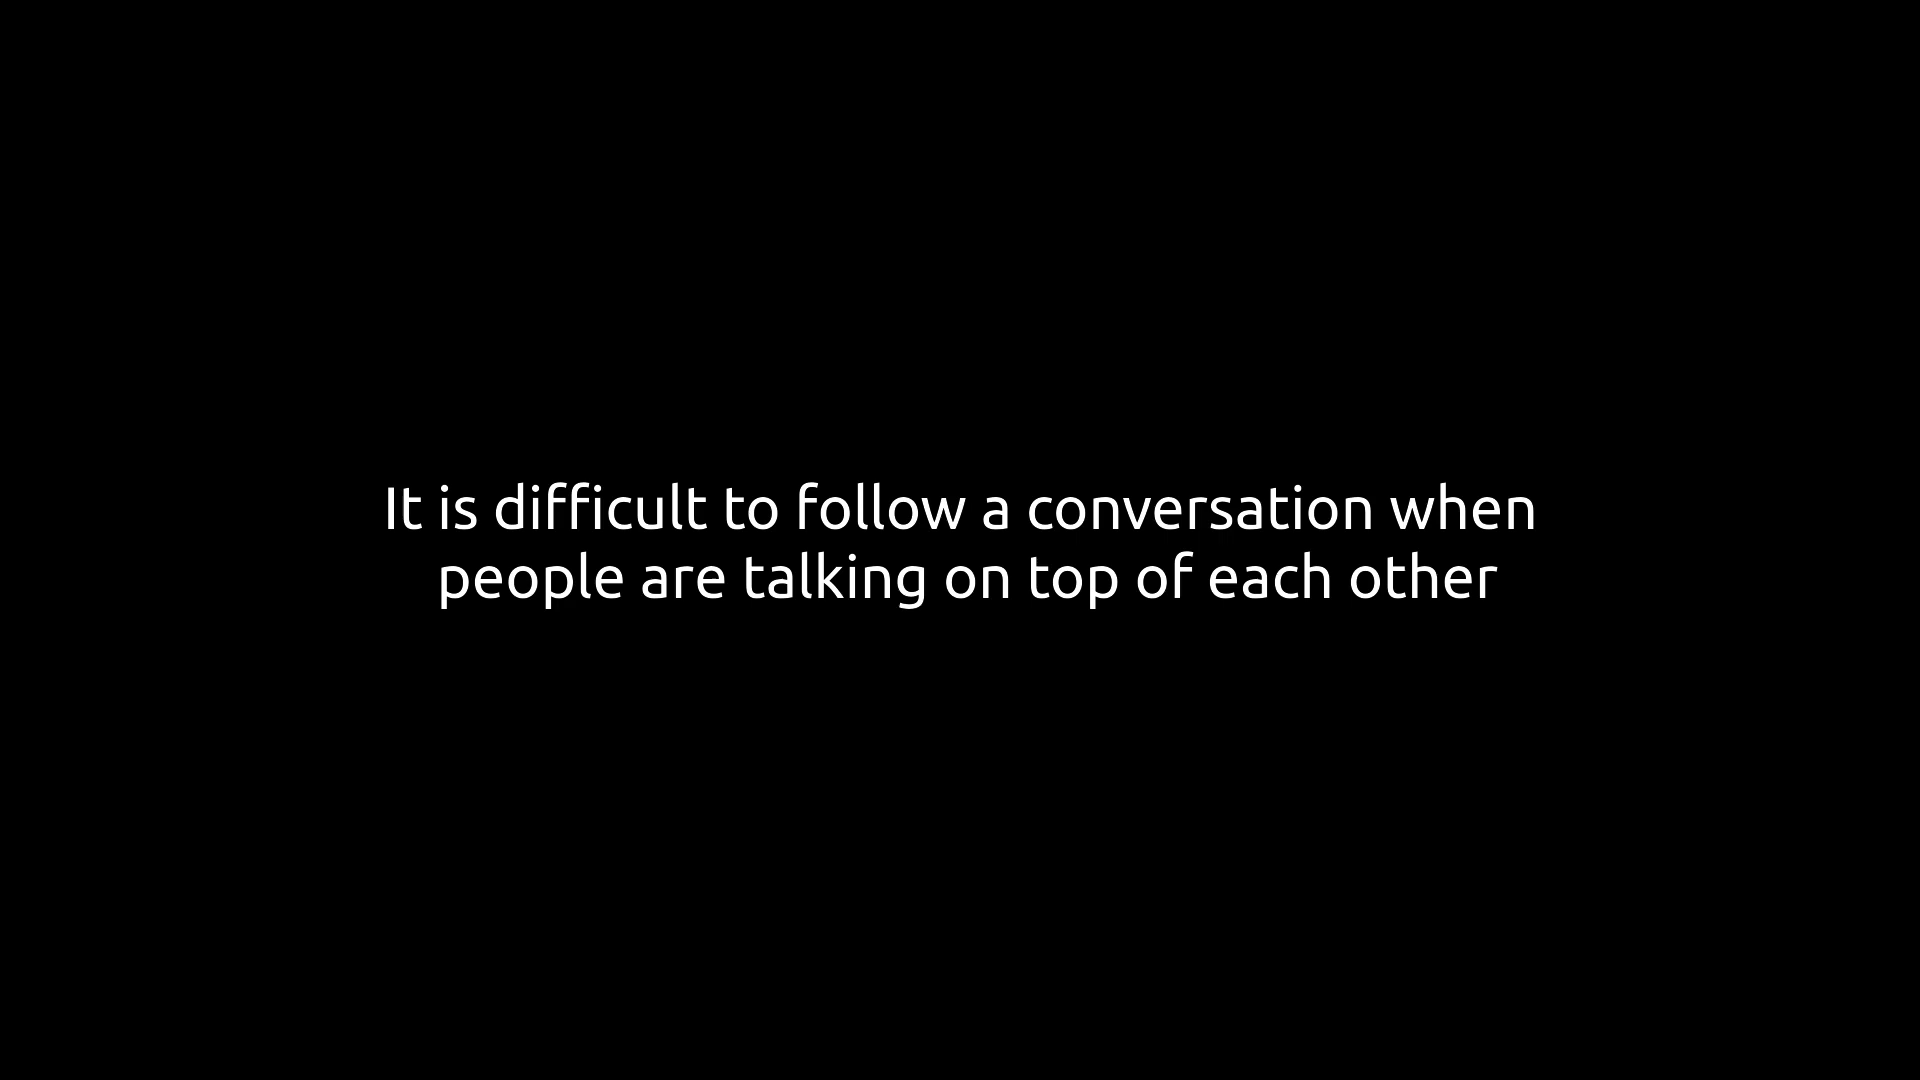 It is difficult to follow a conversation when
people are talking on top of each other